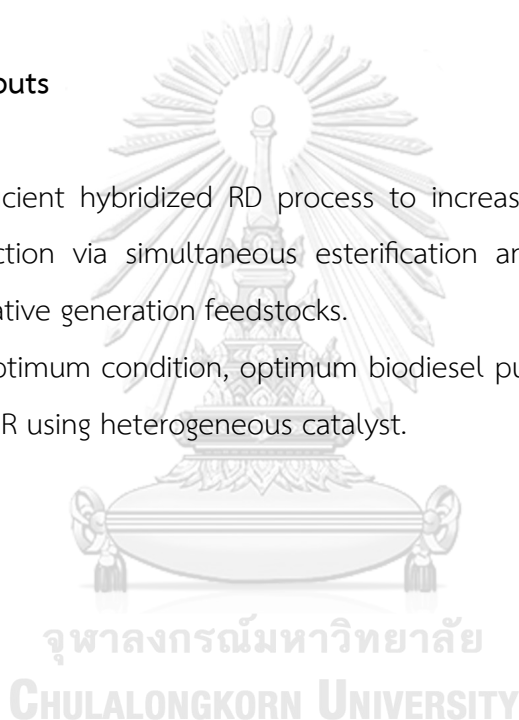 outs
cient hybridized RD process to increas
ction via simultaneous esterification an
ative generation feedstocks.
ptimum condition, optimum biodiesel pu
R using heterogeneous catalyst.
จุฬาลงกรณ์มหาวิทยาลัย
CHULALONGKORN UNIVERSITY